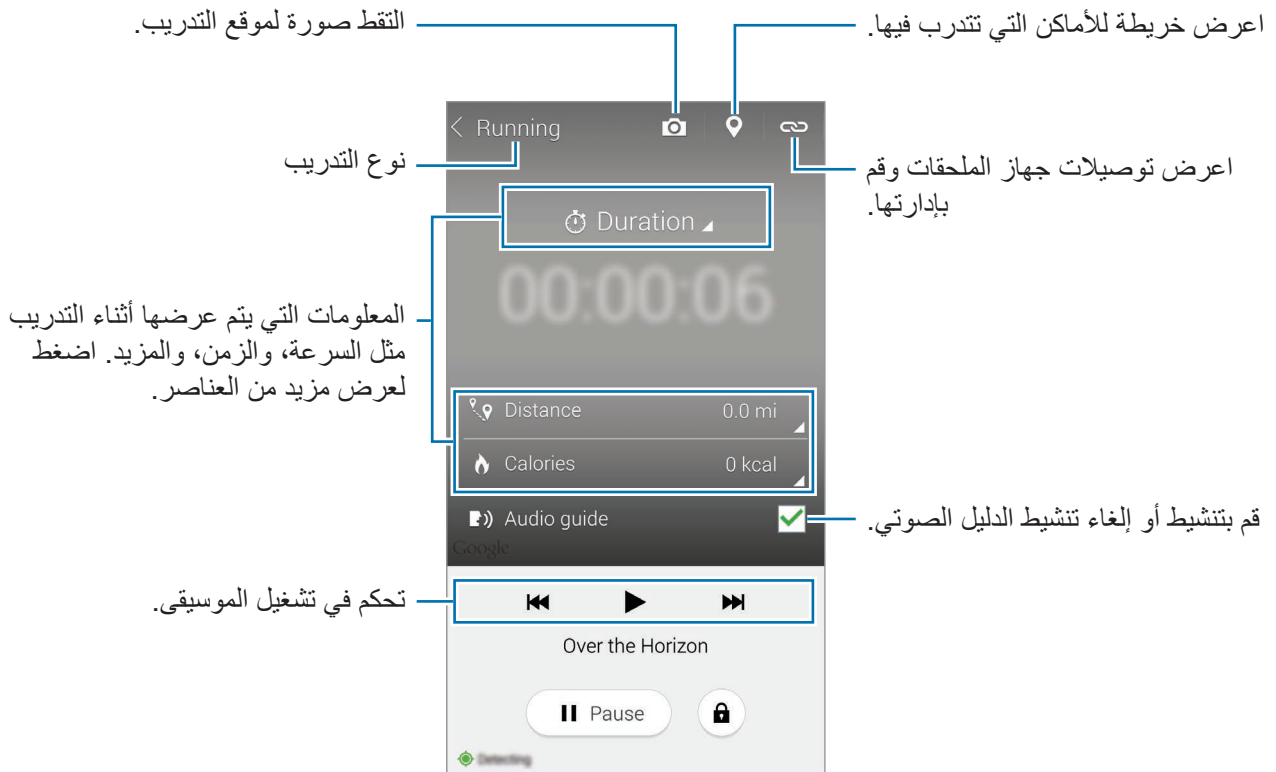 التقط صورة لموقع التدريب.
اعرض خريطة للأماكن التي تتدرب فيها.
Running
نوع التدريب
اعرض توصيلات جهاز الملحقات وقم
بإدارتها.
Duration
00:00:06
المعلومات التي يتم عرضها أثناء التدريب
مثل السرعة، والزمن، والمزيد. اضغط
لعرض مزيد من العناصر.
Distance 0.0 mi
Calories 0 kcal
Audio guide
قم بتنشيط أو إلغاء تنشيط الدليل الصوتي.
Google
تحكم في تشغيل الموسيقى.
Over the Horizon
Pause
Detecting